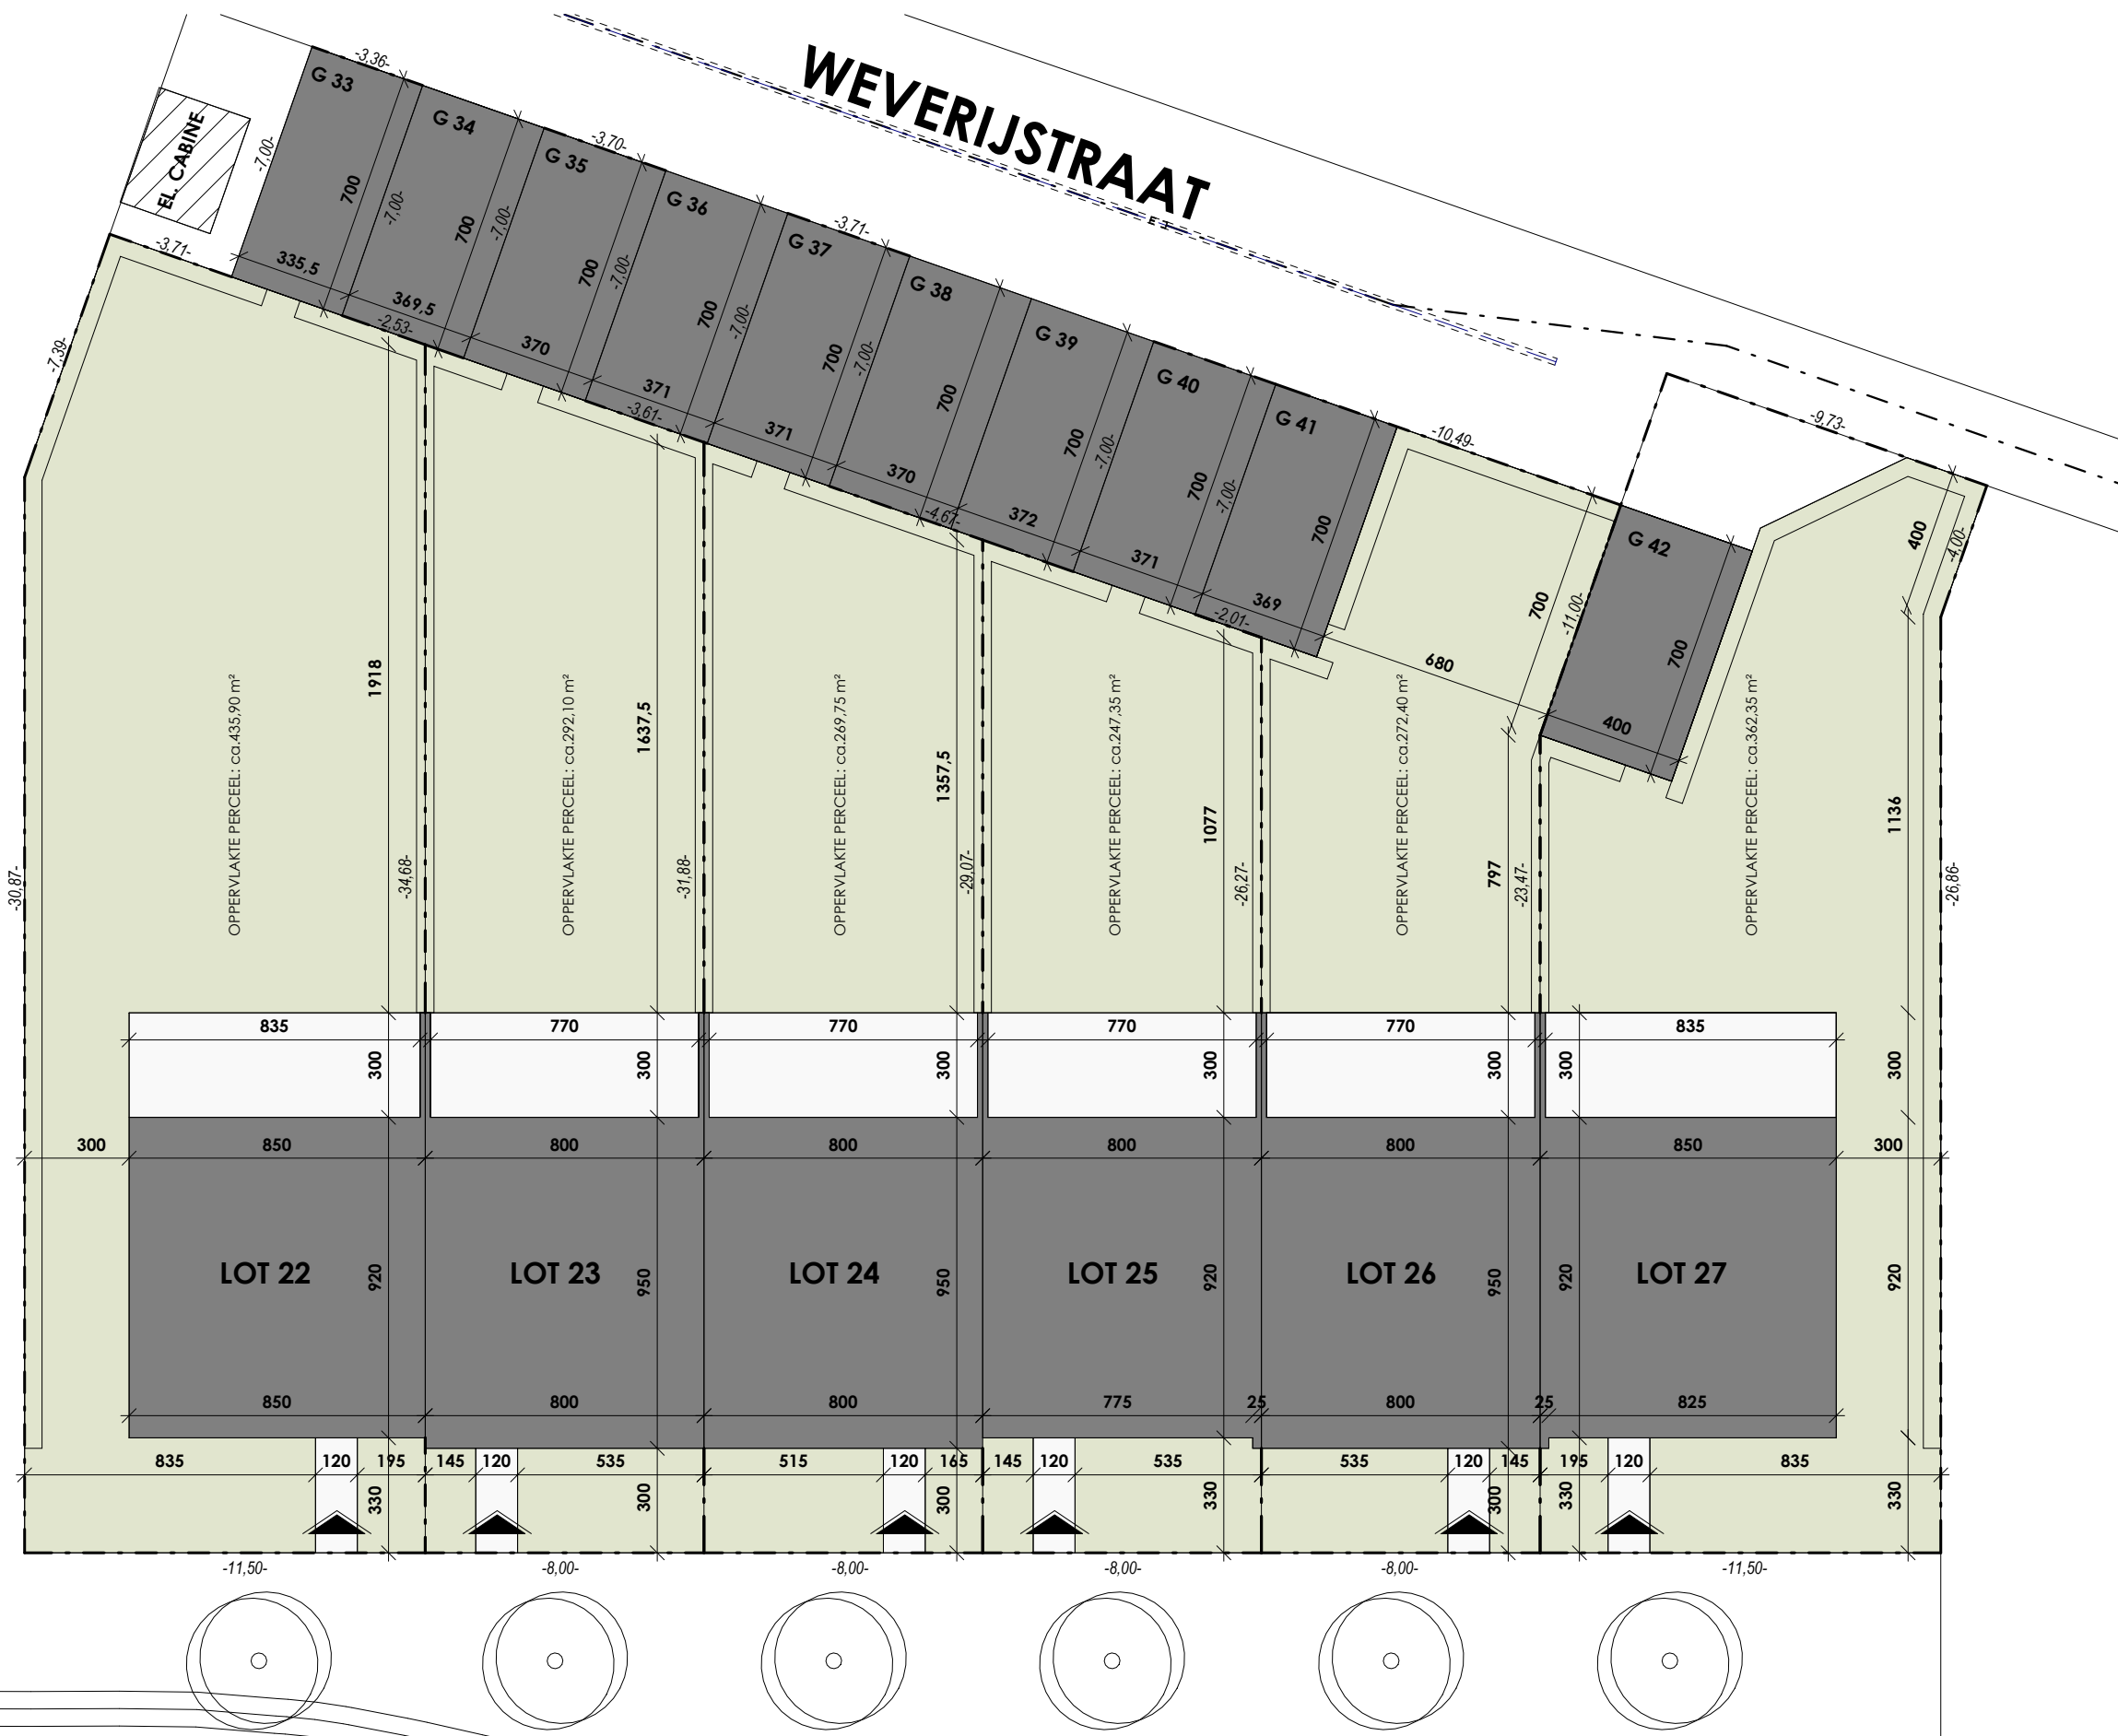 WEVERIJSTRAAT
EL. CABINE
G 33
G 34
G 35
G 36
G 37
G 38
G 39
G 40
G 41
G 42
-3,36-
-3,70-
-3,71-
-10,49-
-9,73-
-7,00-
700
-7,00-
700
-7,00-
700
-7,00-
700
-7,00-
700
-7,00-
700
700
-7,00-
700
-7,00-
700
700
-11,00-
700
400
-4,00-
-3,71-
335,5
369,5
370
371
371
370
372
371
369
680
400
-2,53-
-3,61-
-4,67-
-2,01-
-7,39-
-30,87-
1918
-34,68-
1637,5
-31,88-
1357,5
-29,07-
1077
-26,27-
797
-23,47-
1136
-26,86-
OPPERVLAKTE PERCEEL: ca.435,90 m²
OPPERVLAKTE PERCEEL: ca.292,10 m²
OPPERVLAKTE PERCEEL: ca.269,75 m²
OPPERVLAKTE PERCEEL: ca.247,35 m²
OPPERVLAKTE PERCEEL: ca.272,40 m²
OPPERVLAKTE PERCEEL: ca.362,35 m²
835 770 770 770 770 835
300 300 300 300 300 300 300
300 850 800 800 800 800 850 300
LOT 22 LOT 23 LOT 24 LOT 25 LOT 26 LOT 27
920 950 950 920 950 920 920
850 800 800 775 25 800 25 825
835 120 195 145 120 535 515 120 165 145 120 535 535 120 145 195 120 835
330 300 300 330 300 330 330
-11,50- -8,00- -8,00- -8,00- -8,00- -11,50-